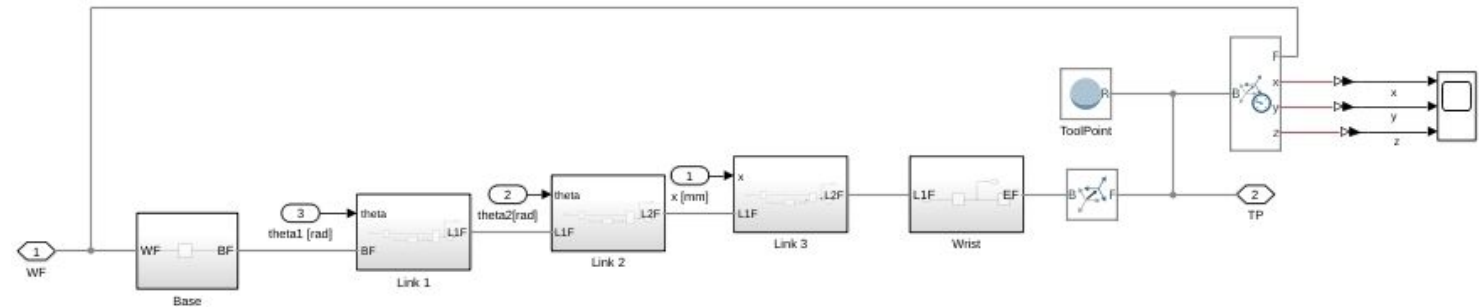 1
WF
WF
BF
Base
3
theta1 [rad]
theta
BF
L1F
Link 1
2
theta2[rad]
theta
L1F
L2F
Link 2
1
x [mm]
x
L1F
L2F
Link 3
L1F
EF
Wrist
B
F
R
ToolPoint
B
F
x
y
z
x
y
z
2
TP